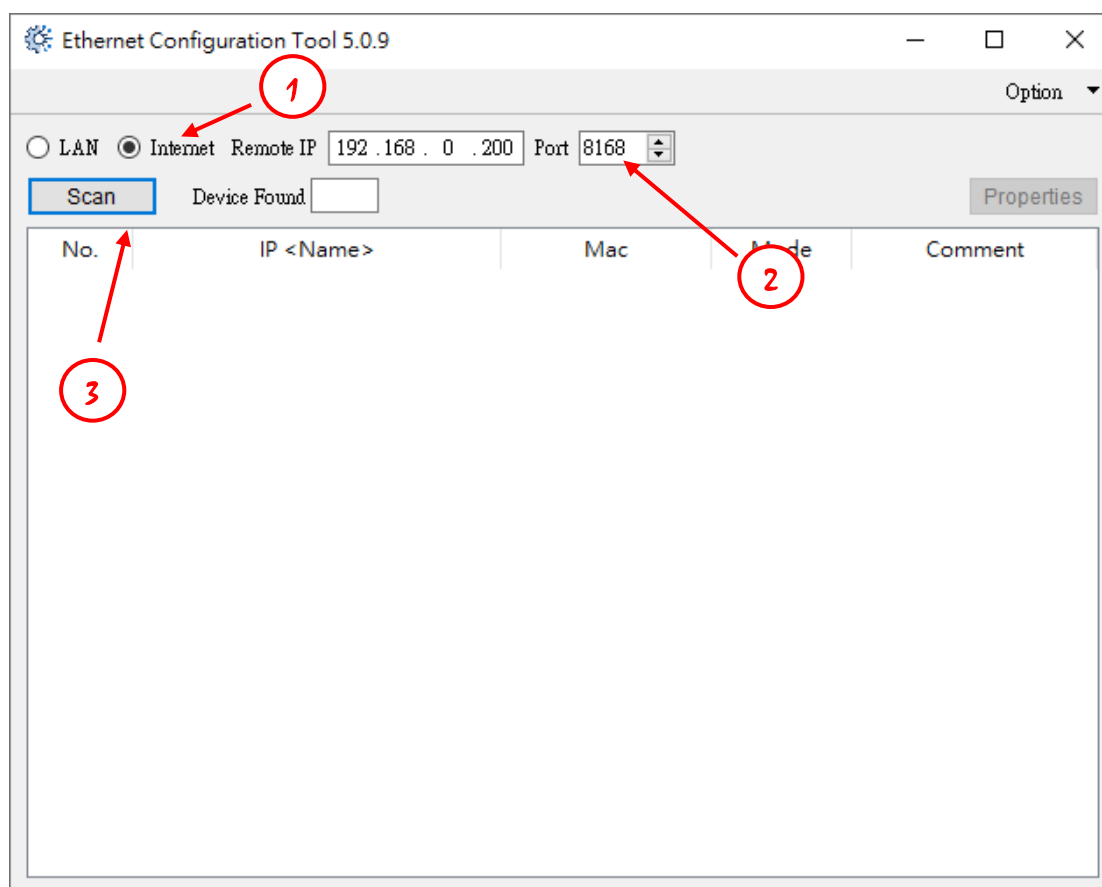 Ethernet Configuration Tool 5.0.9
Option
1
LAN Internet Remote IP 192 .168 . 0 .200 Port 8168
Scan Device Found Properties
No. IP <Name> Mac Mode Comment
2
3